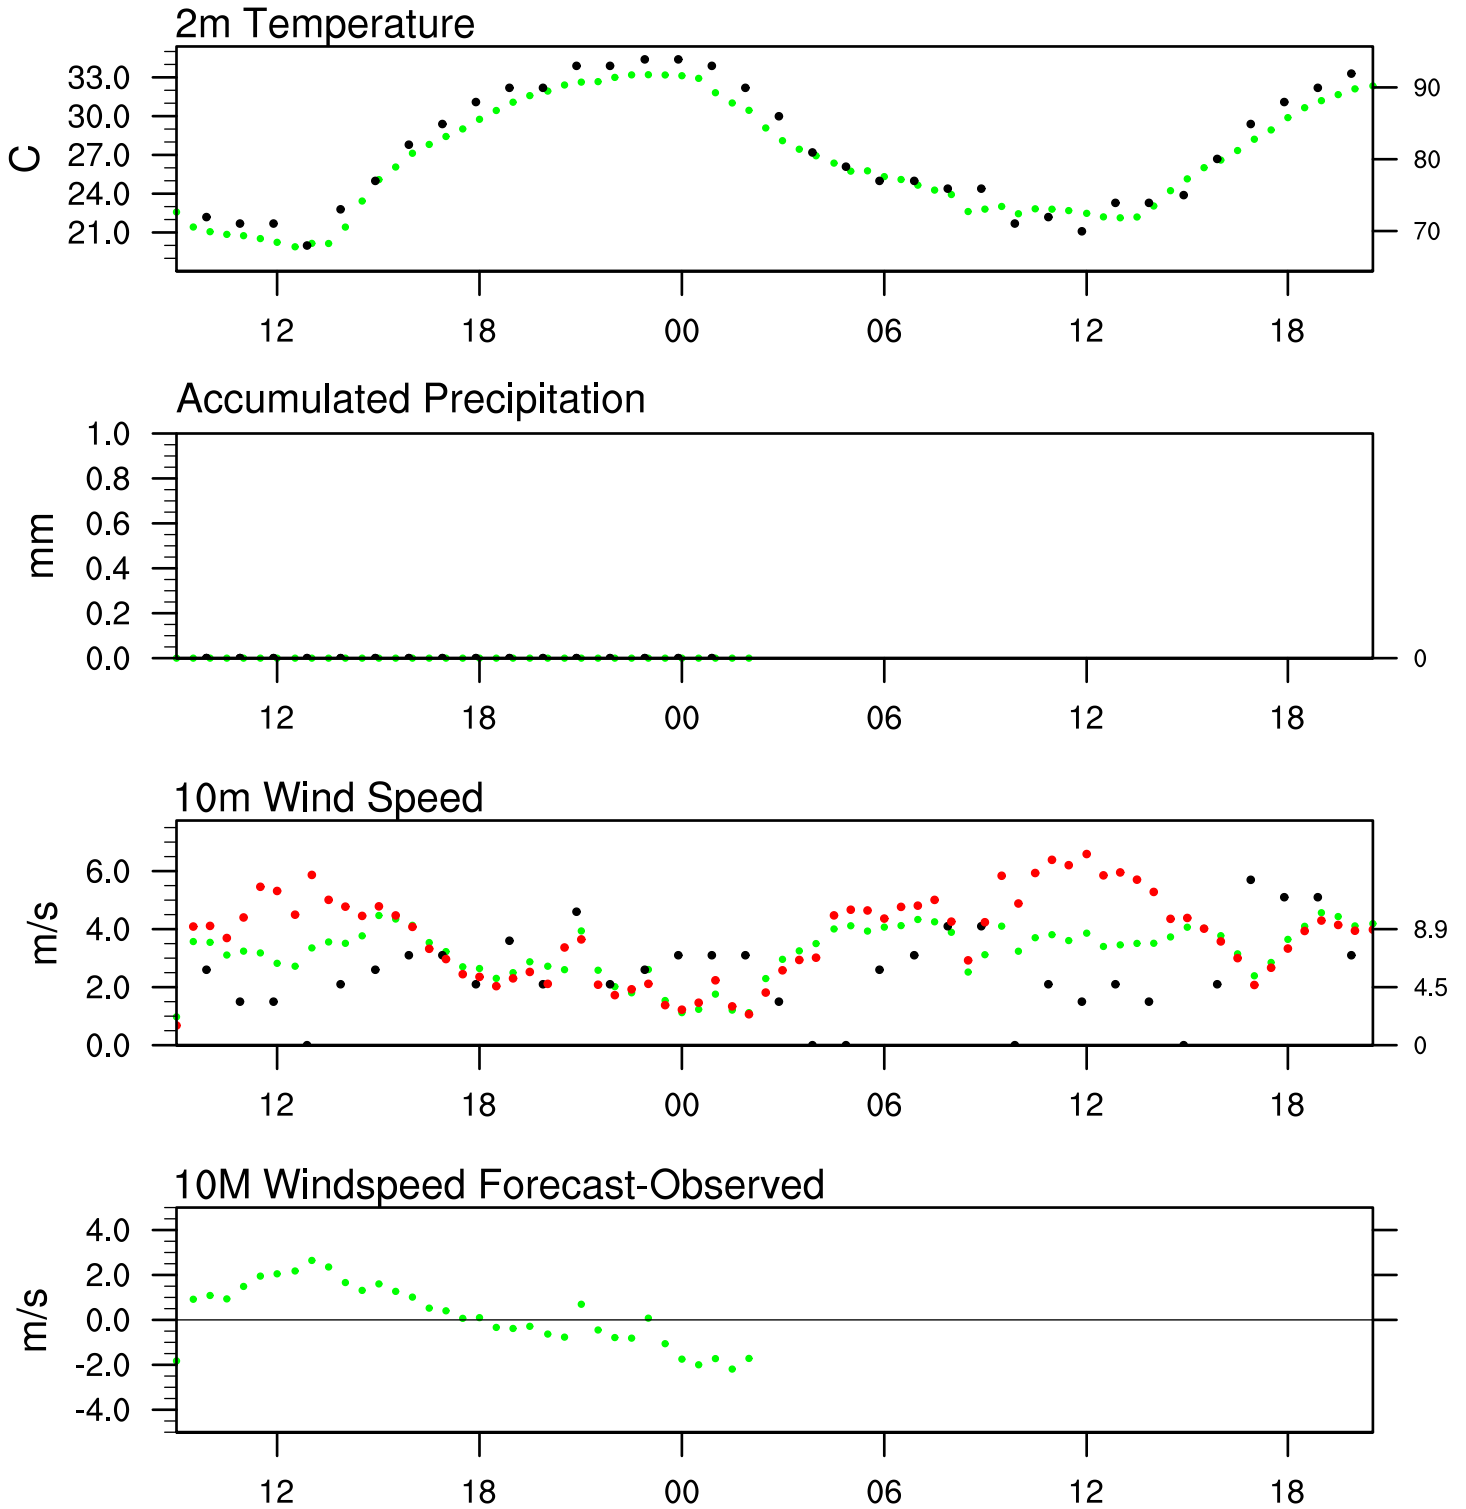 2m Temperature
33.0
30.0
27.0
24.0
21.0
C
90
80
70
12 18 00 06 12 18
Accumulated Precipitation
1.0
0.8
0.6
0.4
0.2
0.0
mm
0
12 18 00 06 12 18
10m Wind Speed
6.0
4.0
2.0
0.0
m/s
8.9
4.5
0
12 18 00 06 12 18
10M Windspeed Forecast-Observed
4.0
2.0
0.0
-2.0
-4.0
m/s
12 18 00 06 12 18